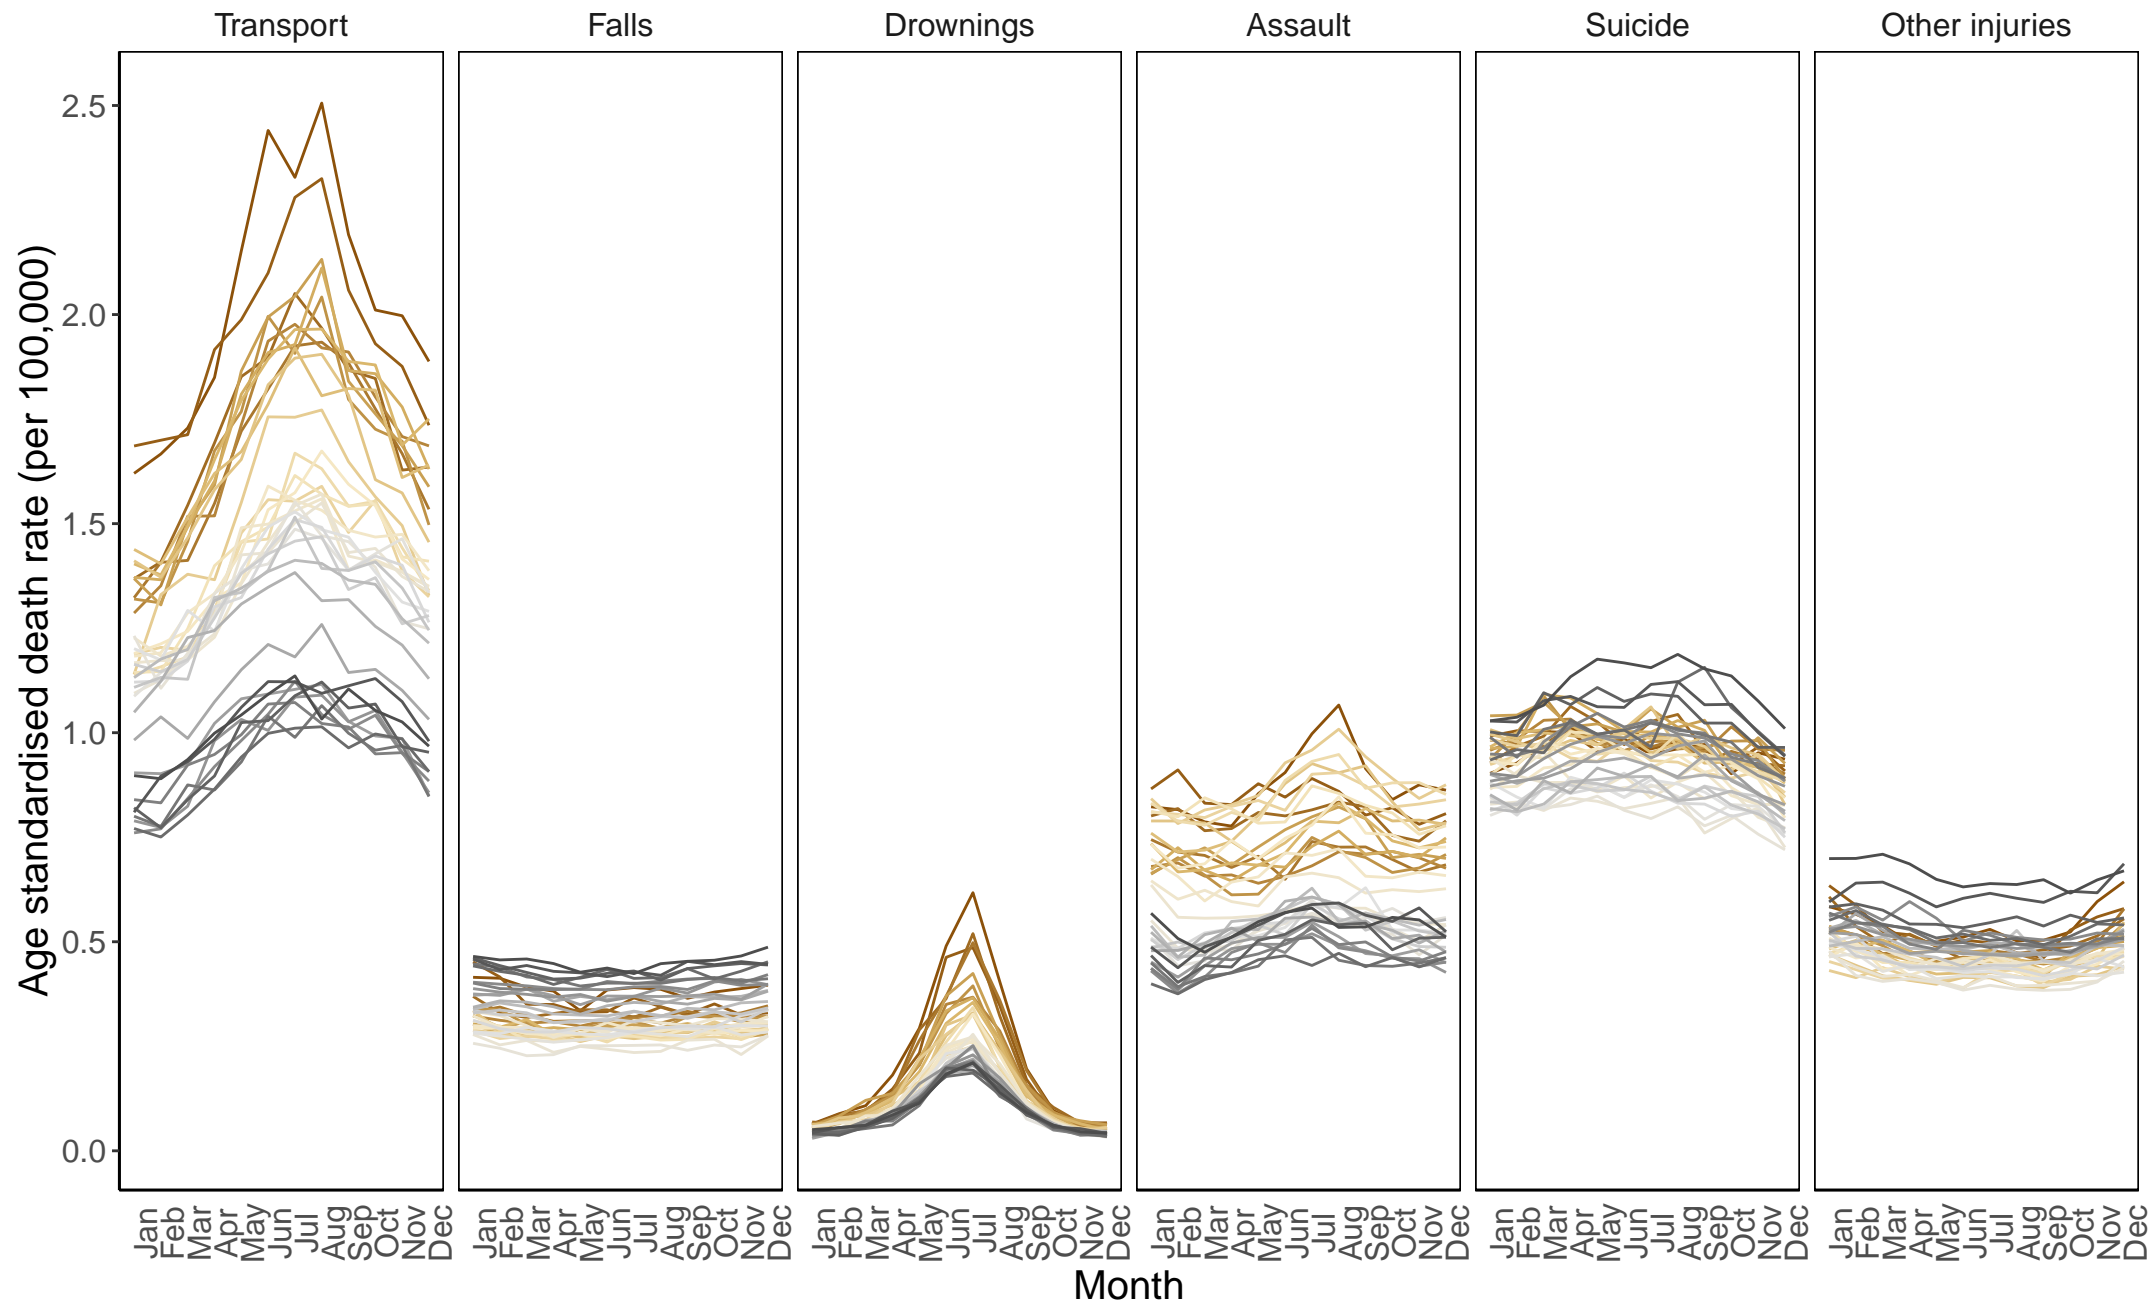 Transport Falls Drownings Assault Suicide Other injuries
Age standardised death rate (per 100,000)
2.5
2.0
1.5
1.0
0.5
0.0
Jan Feb Mar Apr May Jun Jul Aug Sep Oct Nov Dec
Jan Feb Mar Apr May Jun Jul Aug Sep Oct Nov Dec
Jan Feb Mar Apr May Jun Jul Aug Sep Oct Nov Dec
Jan Feb Mar Apr May Jun Jul Aug Sep Oct Nov Dec
Jan Feb Mar Apr May Jun Jul Aug Sep Oct Nov Dec
Jan Feb Mar Apr May Jun Jul Aug Sep Oct Nov Dec
Month